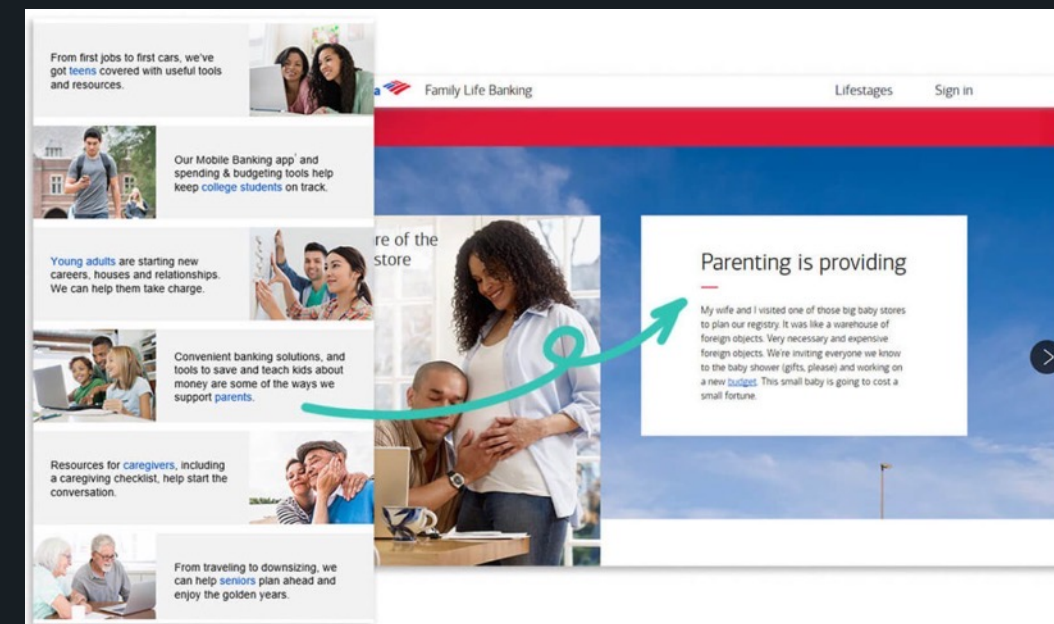 From first jobs to first cars, we've
got teens covered with useful tools
and resources.
Our Mobile Banking app' and
spending & budgeting tools help
keep college students on track.
Young adults are starting new
careers, houses and relationships.
We can help them take charge.
Convenient banking solutions, and
tools to save and teach kids about
money are some of the ways we
support parents.
Resources for caregivers, including
a caregiving checklist, help start the
conversation.
From traveling to downsizing, we
can help seniors plan ahead and
enjoy the golden years.
a Family Life Banking
Lifestages
Sign in
re of the
store
Parenting is providing
My wife and I visited one of those big baby stores
to plan our registry. It was like a warehouse of
foreign objects. Very necessary and expensive
foreign objects. We're inviting everyone we know
to the baby shower (gifts, please) and working on
a new budget. This small baby is going to cost a
small fortune.